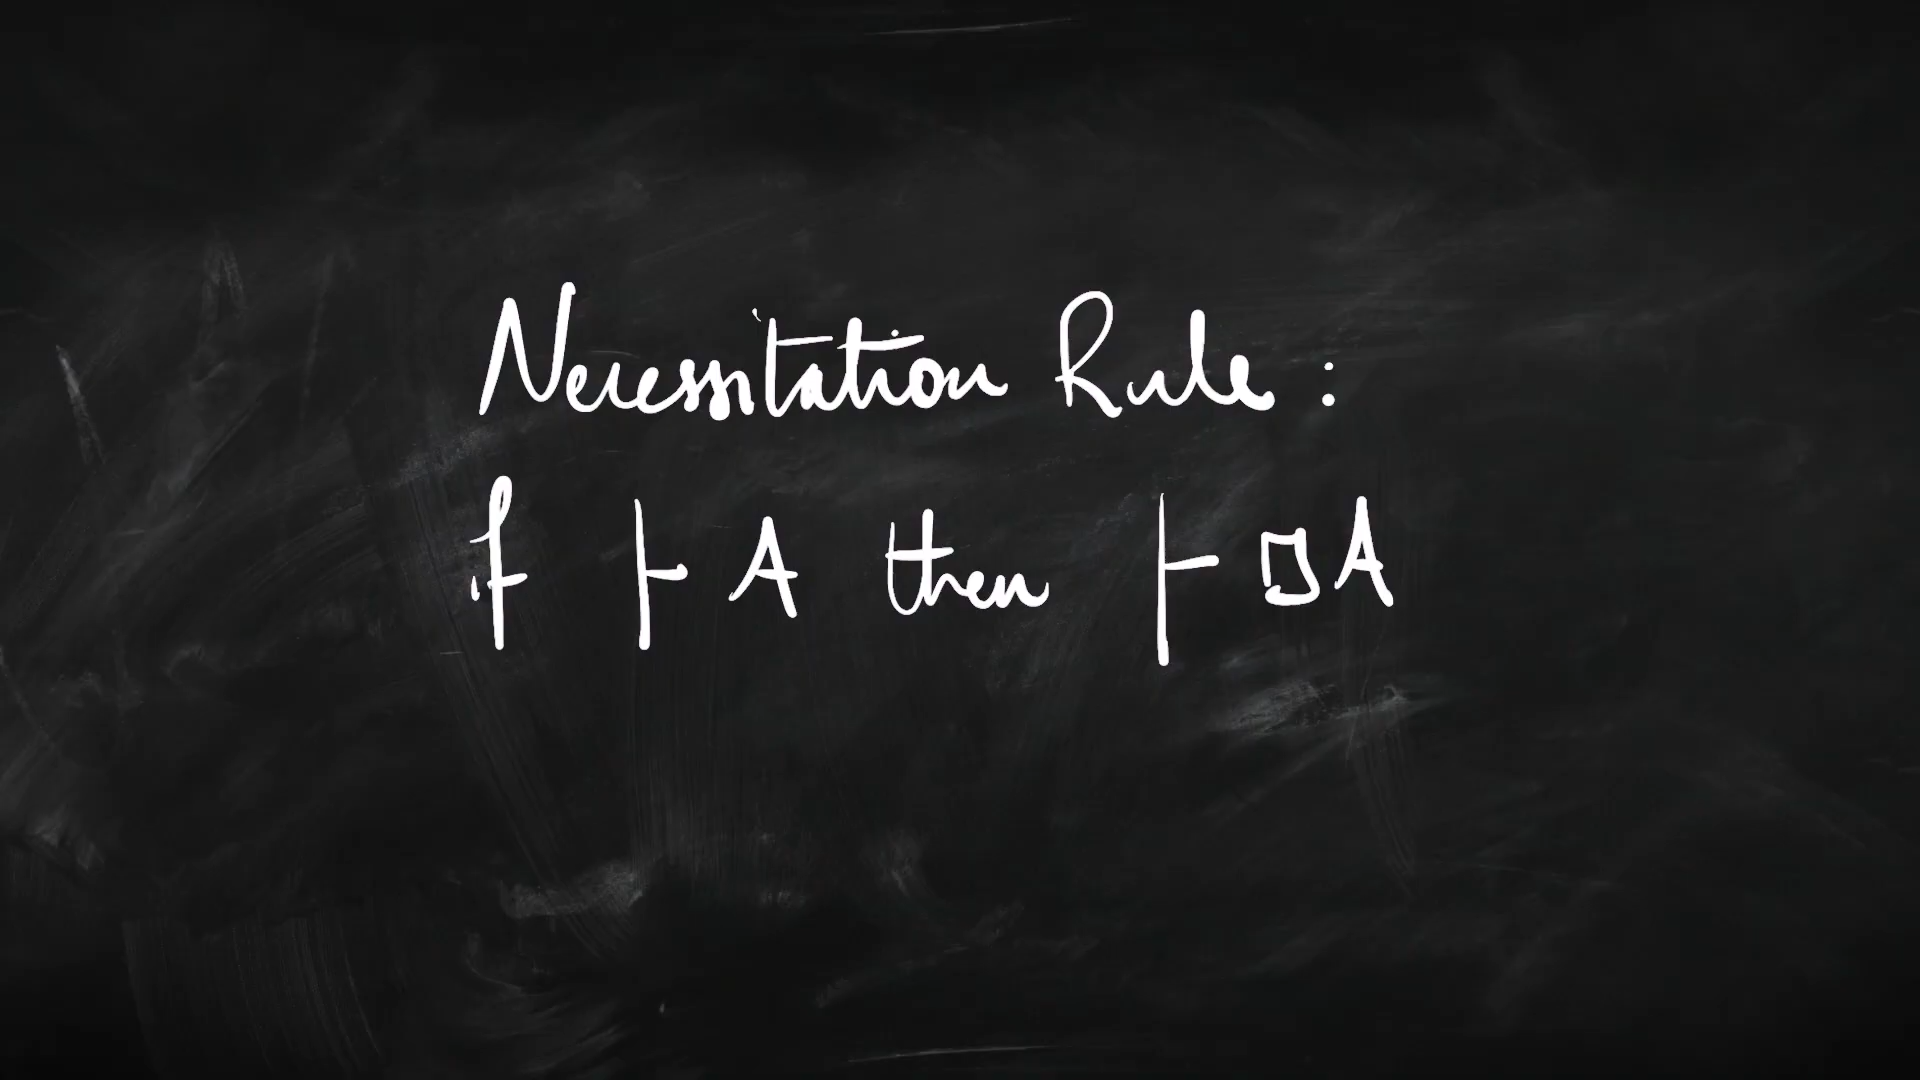 Necessitation Rule :
if ⊢ A then ⊢ □A